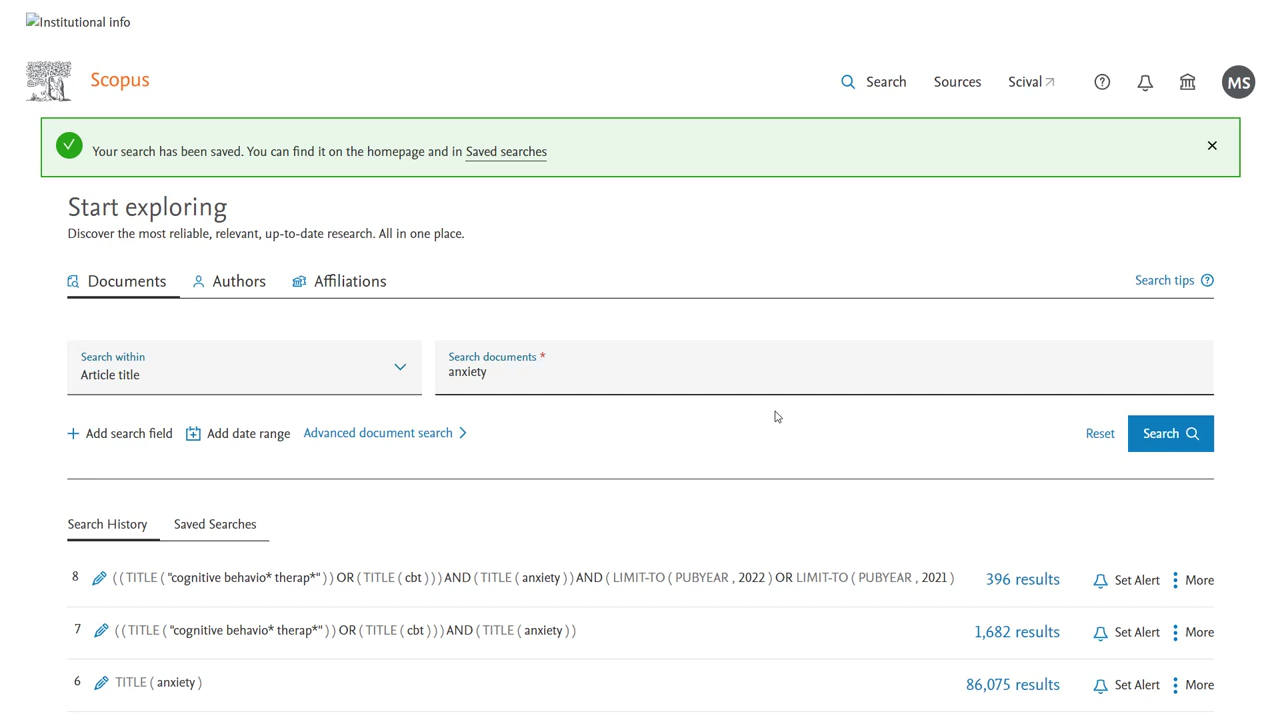 Institutional info
Scopus
Search Sources Scival
MS
Your search has been saved. You can find it on the homepage and in Saved searches
Start exploring
Discover the most reliable, relevant, up-to-date research. All in one place.
Documents Authors Affiliations Search tips
Search within
Article title
Search documents *
anxiety
Add search field Add date range Advanced document search
Reset Search
Search History Saved Searches
8 ( ( TITLE ( "cognitive behavio* therap*" ) ) OR ( TITLE ( cbt ) ) ) AND ( TITLE ( anxiety ) ) AND ( LIMIT-TO ( PUBYEAR , 2022 ) OR LIMIT-TO ( PUBYEAR , 2021 ) 396 results Set Alert More
7 ( ( TITLE ( "cognitive behavio* therap*" ) ) OR ( TITLE ( cbt ) ) ) AND ( TITLE ( anxiety ) ) 1,682 results Set Alert More
6 TITLE ( anxiety ) 86,075 results Set Alert More